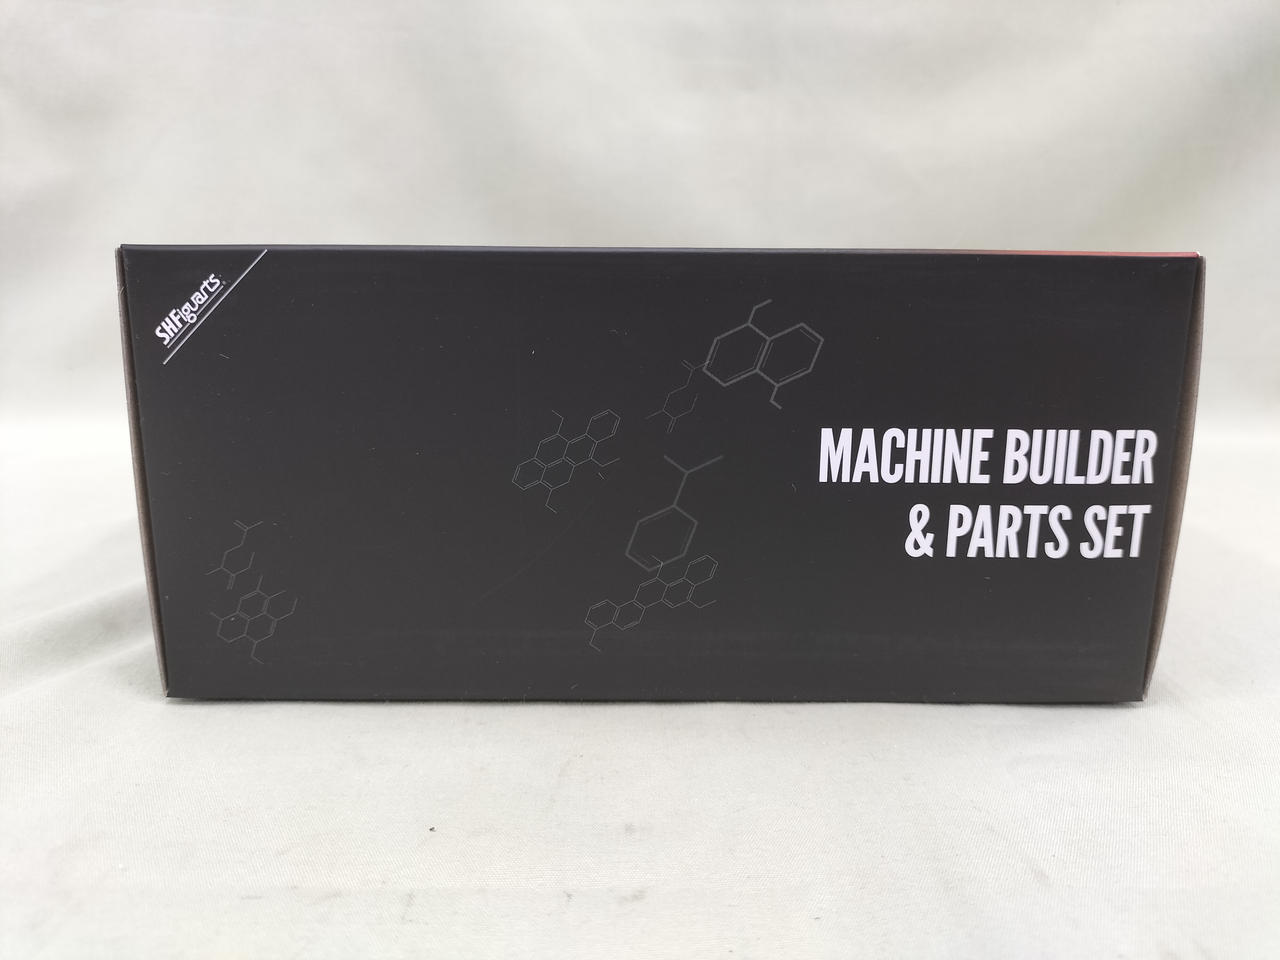 SHFiguarts
MACHINE BUILDER
& PARTS SET